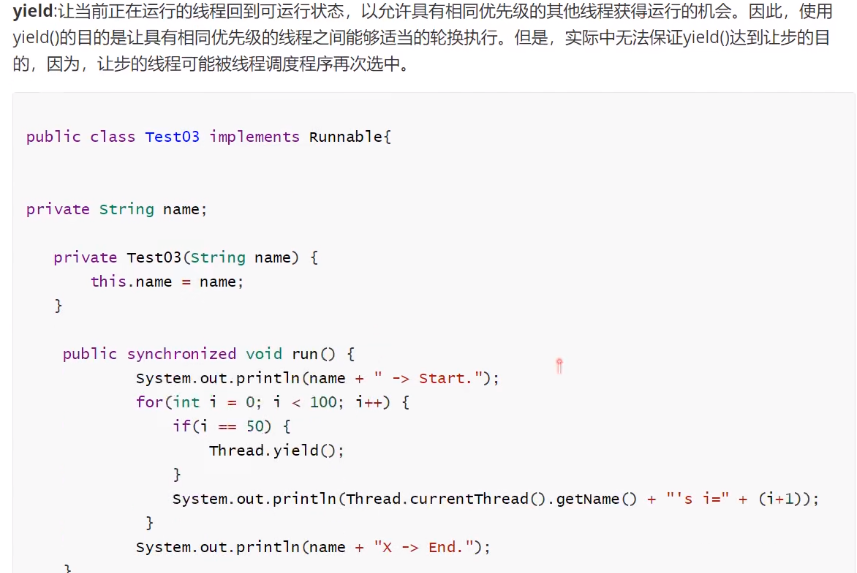 yield:让当前正在运行的线程回到可运行状态，以允许具有相同优先级的其他线程获得运行的机会。因此，使用
yield()的目的是让具有相同优先级的线程之间能够适当的轮换执行。但是，实际中无法保证yield()达到让步的目
的，因为，让步的线程可能被线程调度程序再次选中。
public class Test03 implements Runnable{
private String name;
private Test03(String name) {
this.name = name;
}
public synchronized void run() {
System.out.println(name + " -> Start.");
for(int i = 0; i < 100; i++) {
if(i == 50) {
Thread.yield();
}
System.out.println(Thread.currentThread().getName() + "'s i=" + (i+1));
}
System.out.println(name + "X -> End.");
}